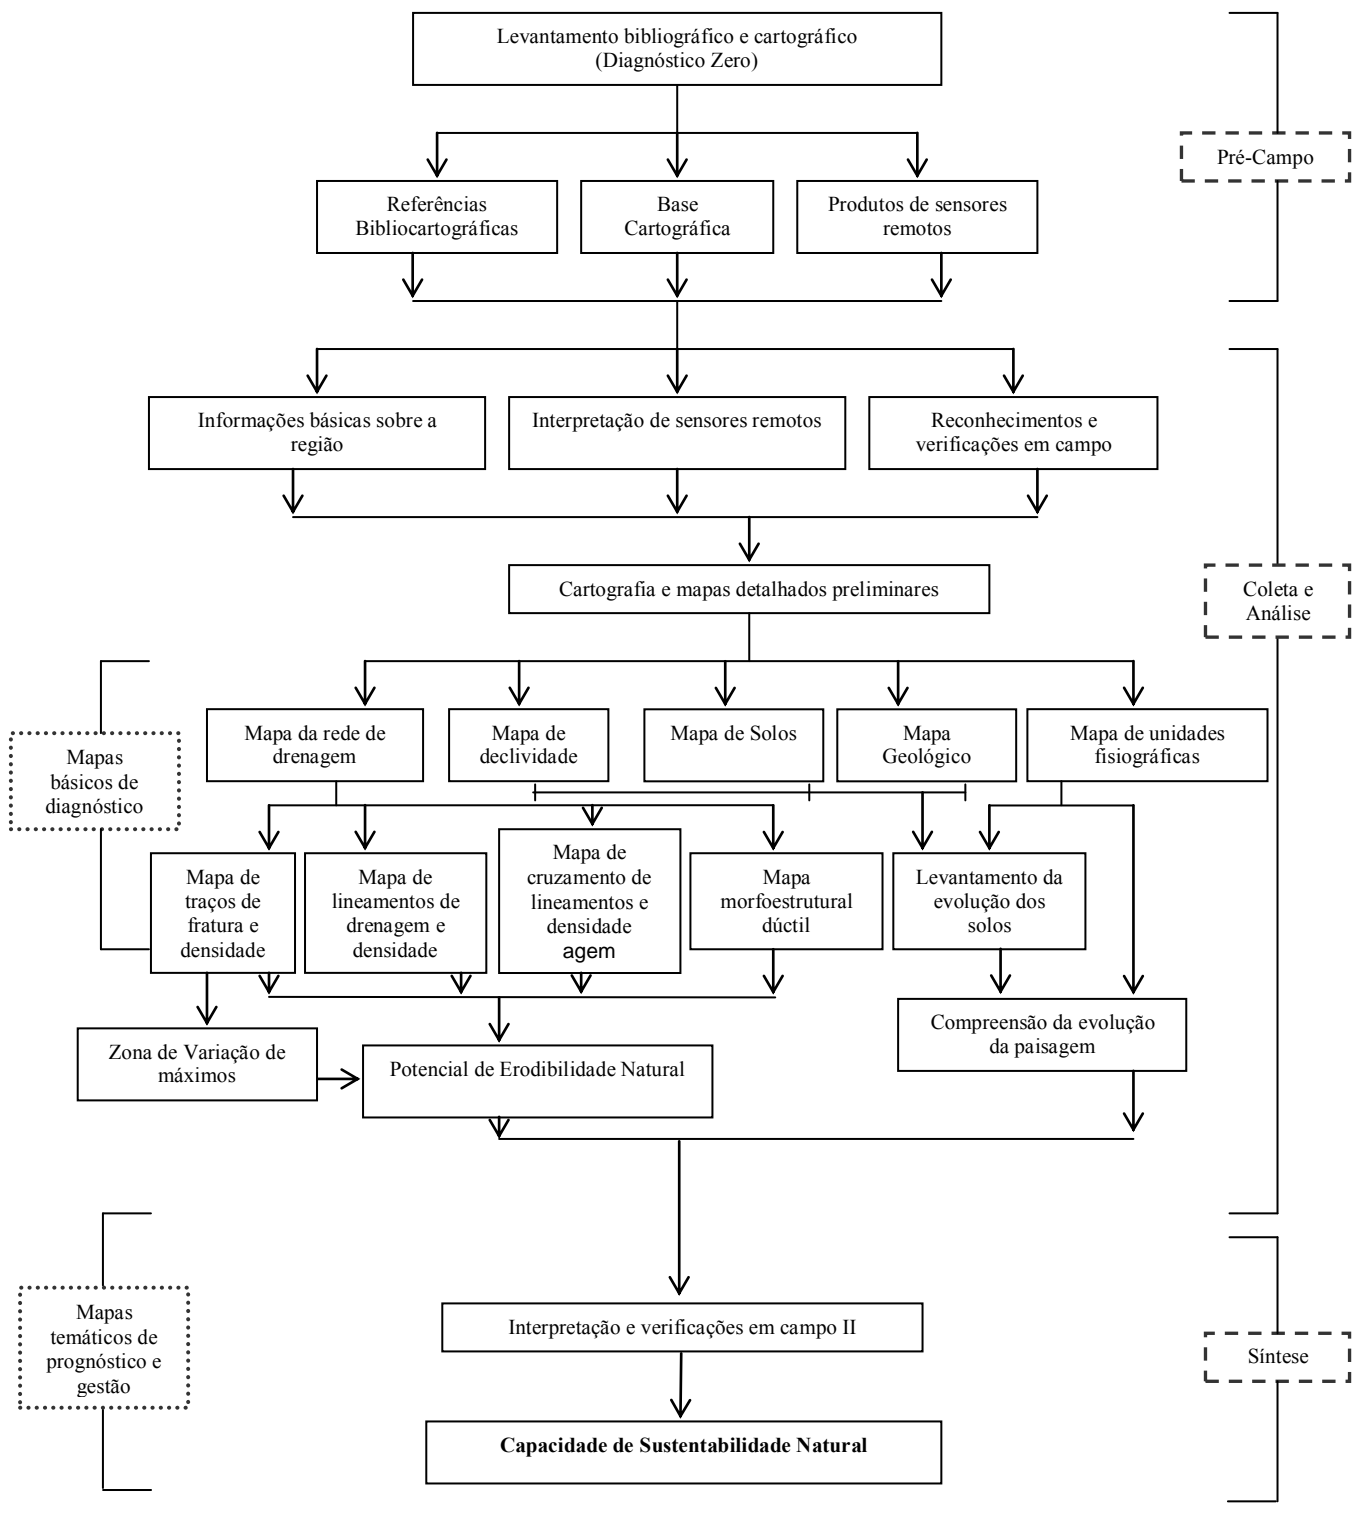 Levantamento bibliográfico e cartográfico
(Diagnóstico Zero)
Pré-Campo
Referências
Bibliocartográficas
Base
Cartográfica
Produtos de sensores
remotos
Informações básicas sobre a
região
Interpretação de sensores remotos
Reconhecimentos e
verificações em campo
Cartografia e mapas detalhados preliminares
Coleta e
Análise
Mapas
básicos de
diagnóstico
Mapa da rede de
drenagem
Mapa de
declividade
Mapa de Solos
Mapa
Geológico
Mapa de unidades
fisiográficas
Mapa de
traços de
fratura e
densidade
Mapa de
lineamentos de
drenagem e
densidade
Mapa de
cruzamento de
lineamentos e
densidade
agem
Mapa
morfoestrutural
dúctil
Levantamento da
evolução dos
solos
Zona de Variação de
máximos
Potencial de Erodibilidade Natural
Compreensão da evolução
da paisagem
Mapas
temáticos de
prognóstico e
gestão
Interpretação e verificações em campo II
Síntese
Capacidade de Sustentabilidade Natural